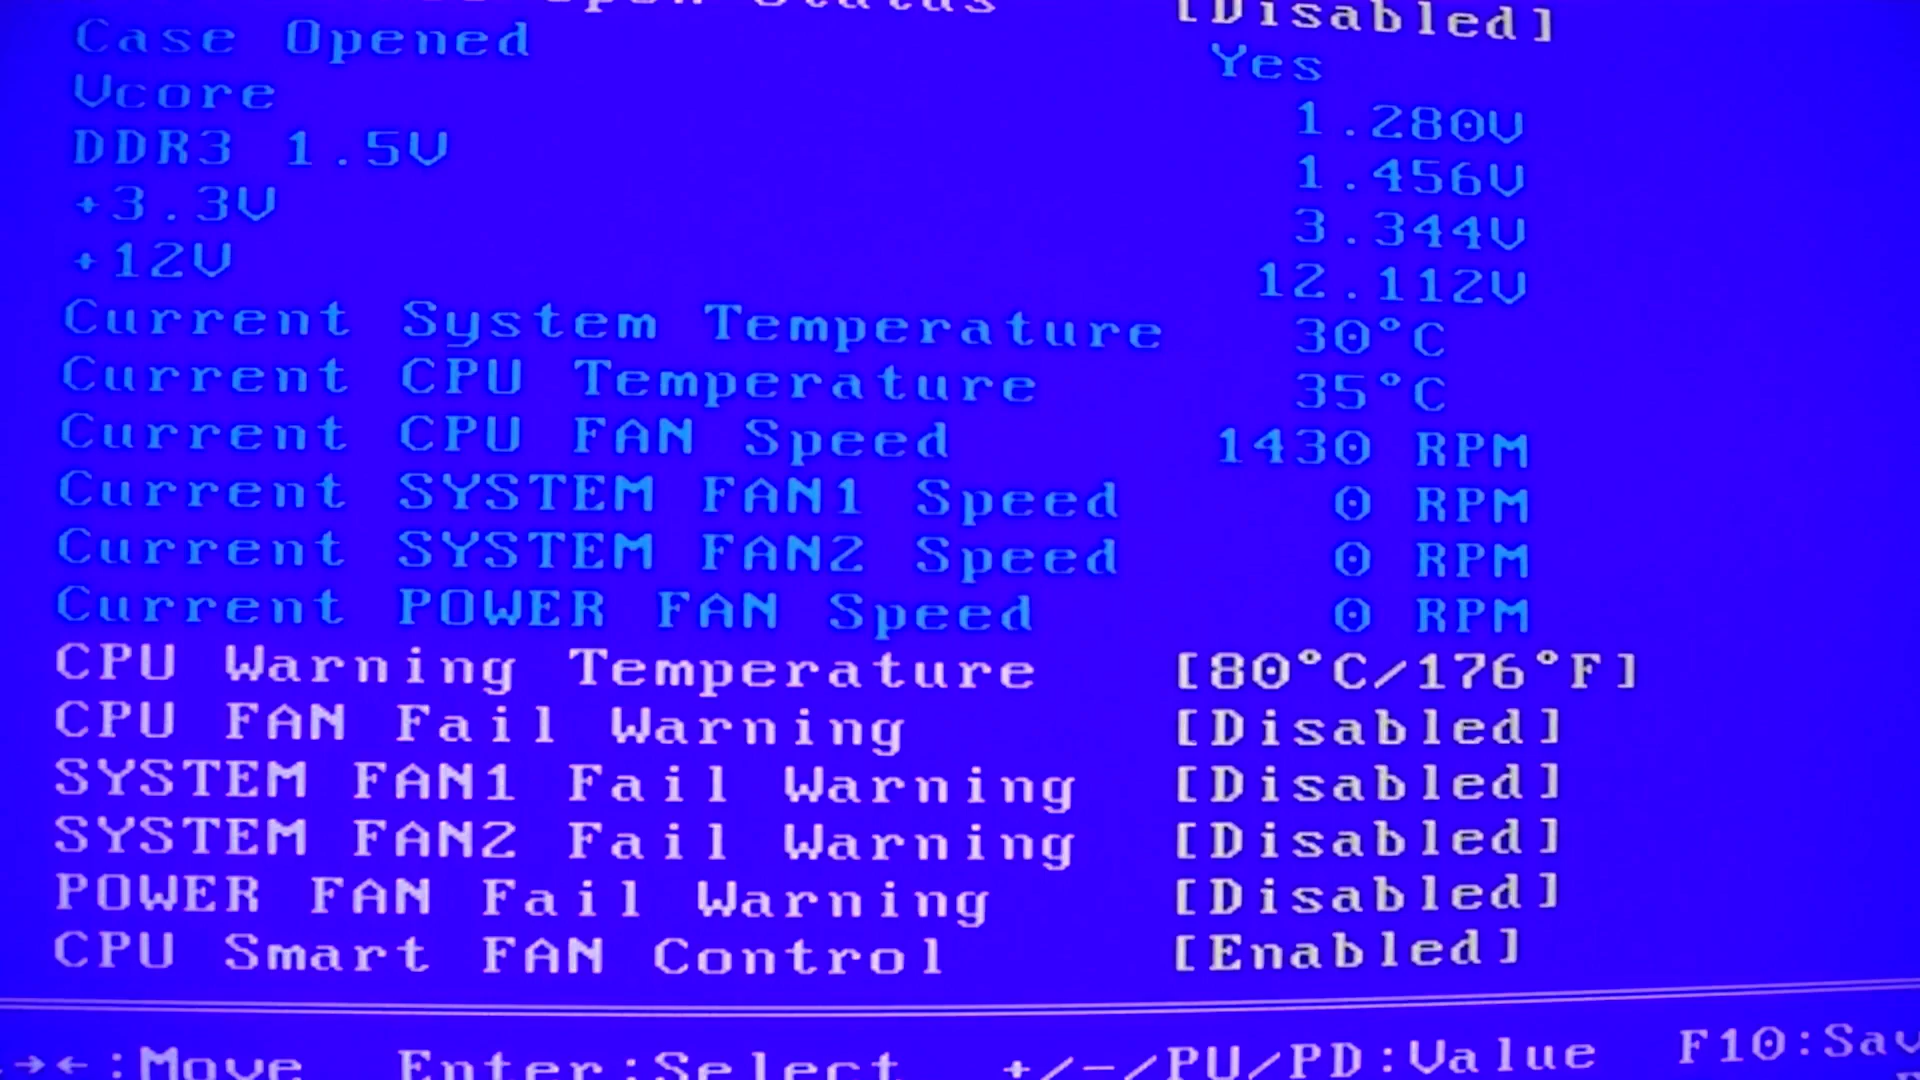 Open Status [Disabled]
Case Opened Yes
Vcore 1.280V
DDR3 1.5V 1.456V
+3.3V 3.344V
+12V 12.112V
Current System Temperature 30°C
Current CPU Temperature 35°C
Current CPU FAN Speed 1430 RPM
Current SYSTEM FAN1 Speed 0 RPM
Current SYSTEM FAN2 Speed 0 RPM
Current POWER FAN Speed 0 RPM
CPU Warning Temperature [80°C/176°F]
CPU FAN Fail Warning [Disabled]
SYSTEM FAN1 Fail Warning [Disabled]
SYSTEM FAN2 Fail Warning [Disabled]
POWER FAN Fail Warning [Disabled]
CPU Smart FAN Control [Enabled]
→←:Move Enter:Select +/-/PU/PD:Value F10:Sav